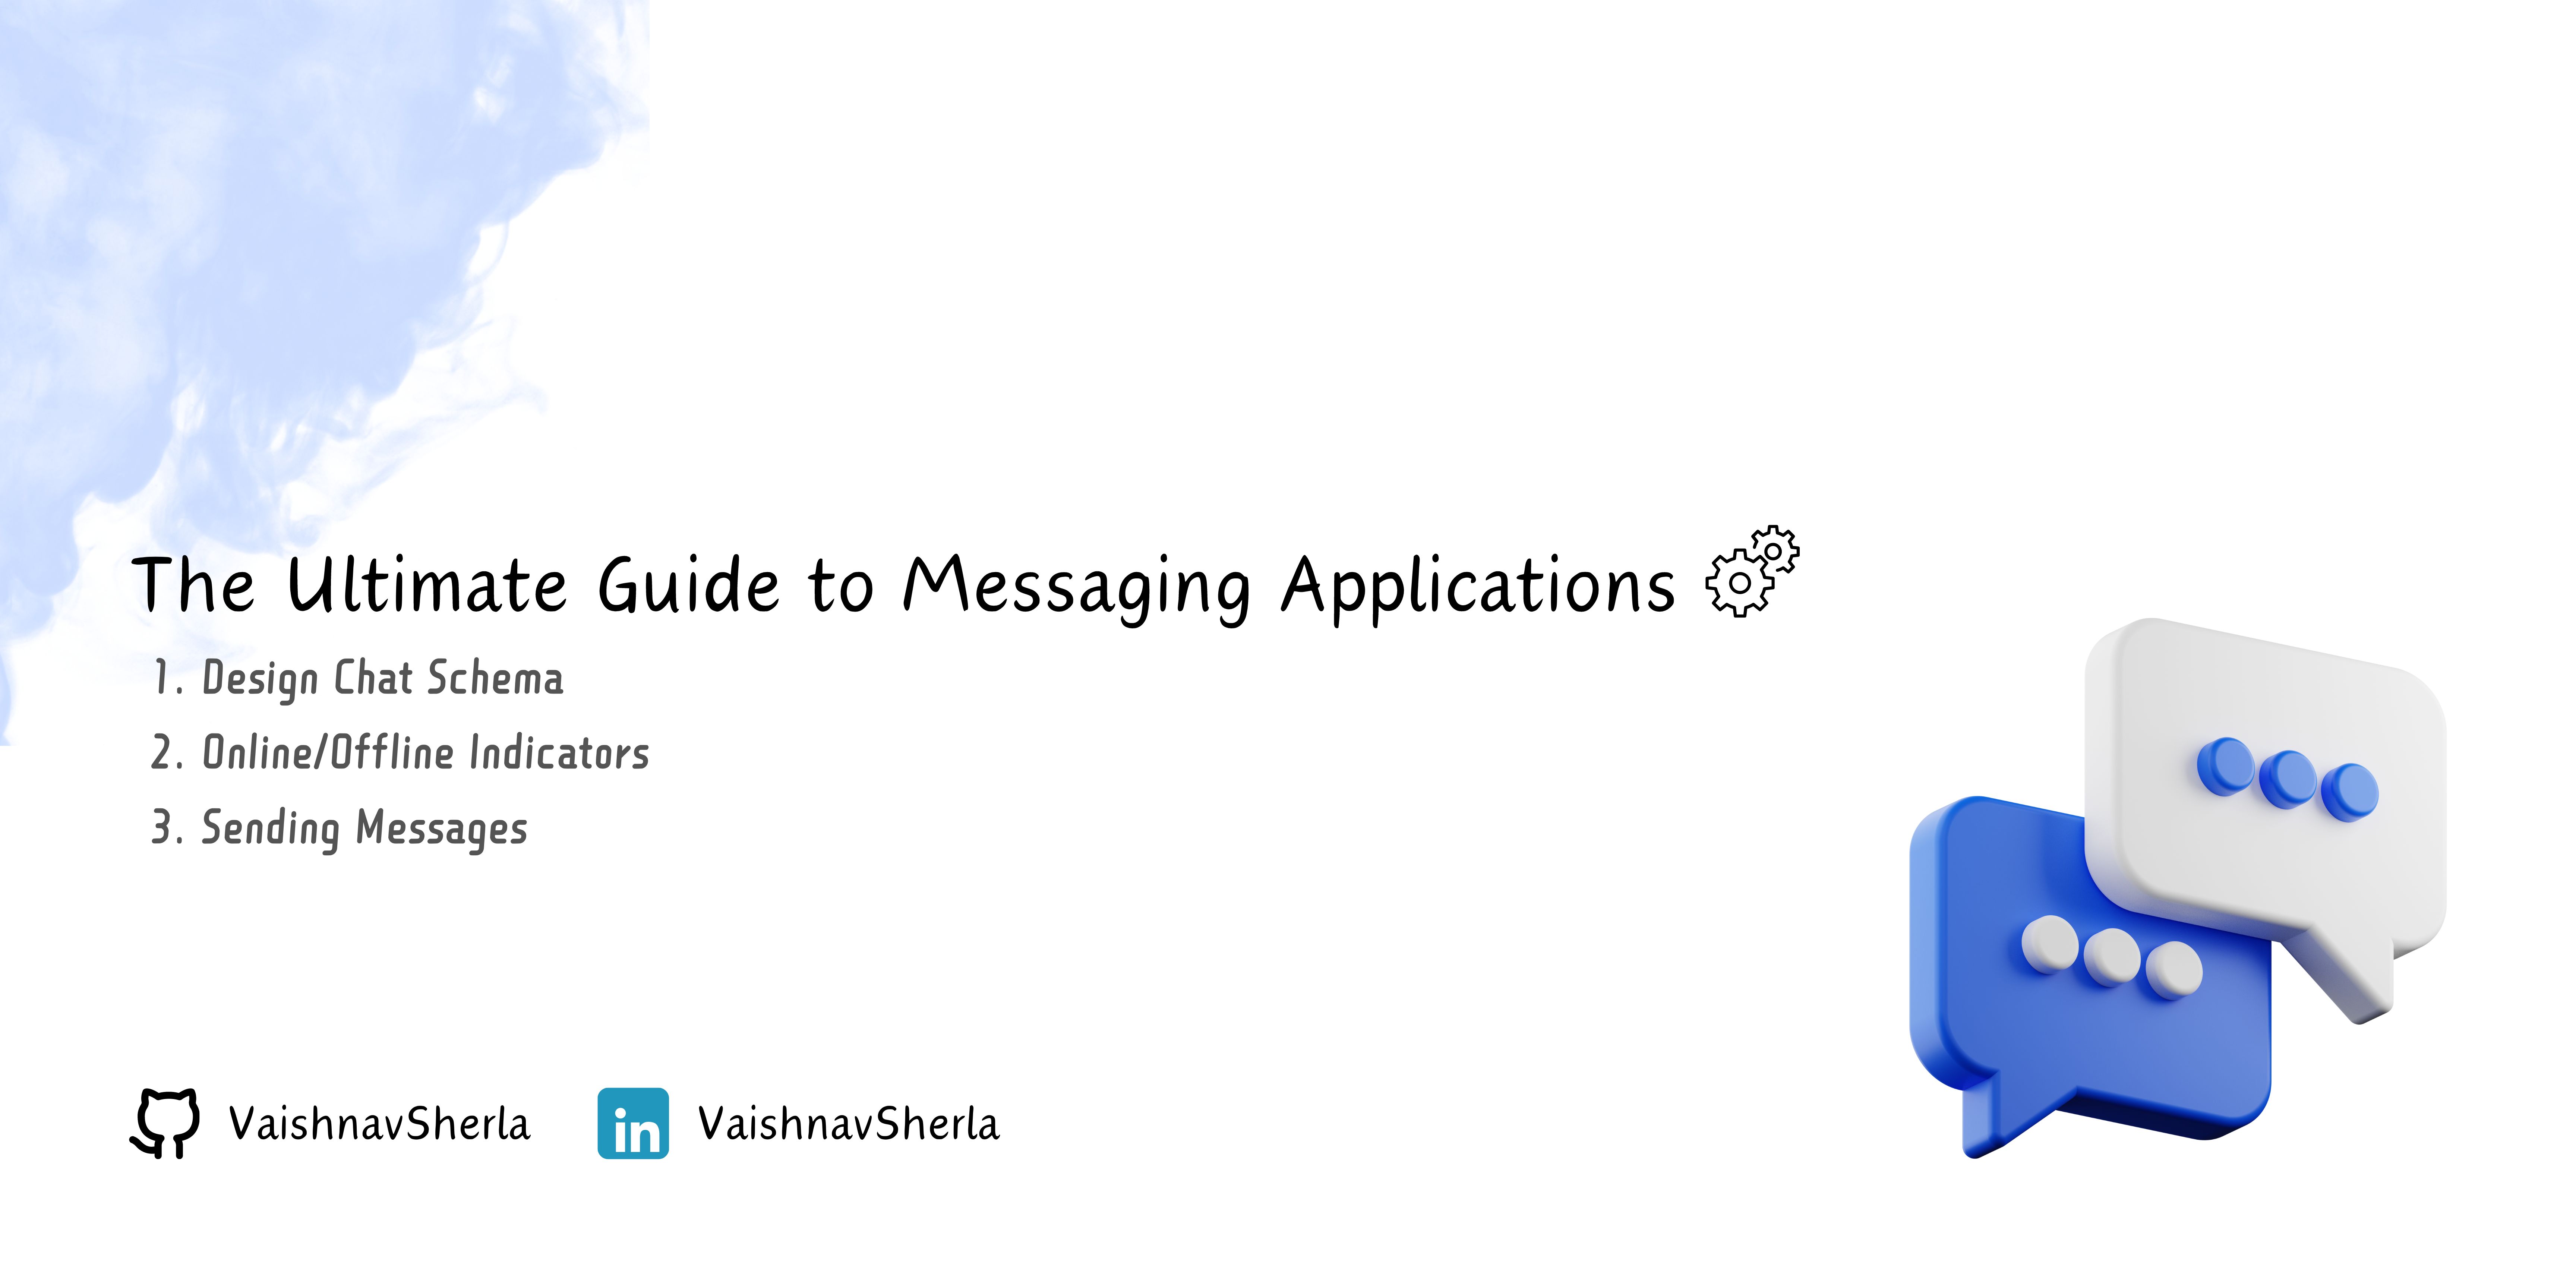 The Ultimate Guide to Messaging Applications
1. Design Chat Schema
2. Online/Offline Indicators
3. Sending Messages
VaishnavSherla
in VaishnavSherla